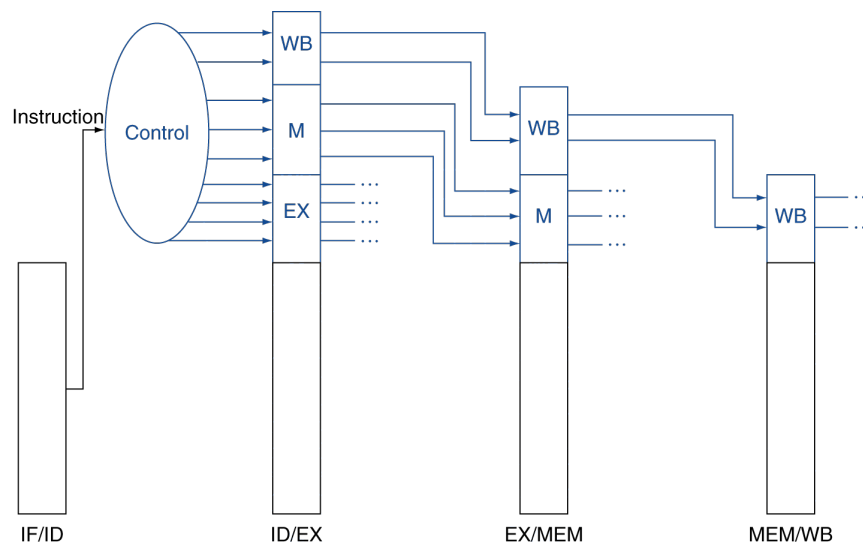 WB
Instruction
Control
M
WB
EX
M
WB
IF/ID
ID/EX
EX/MEM
MEM/WB